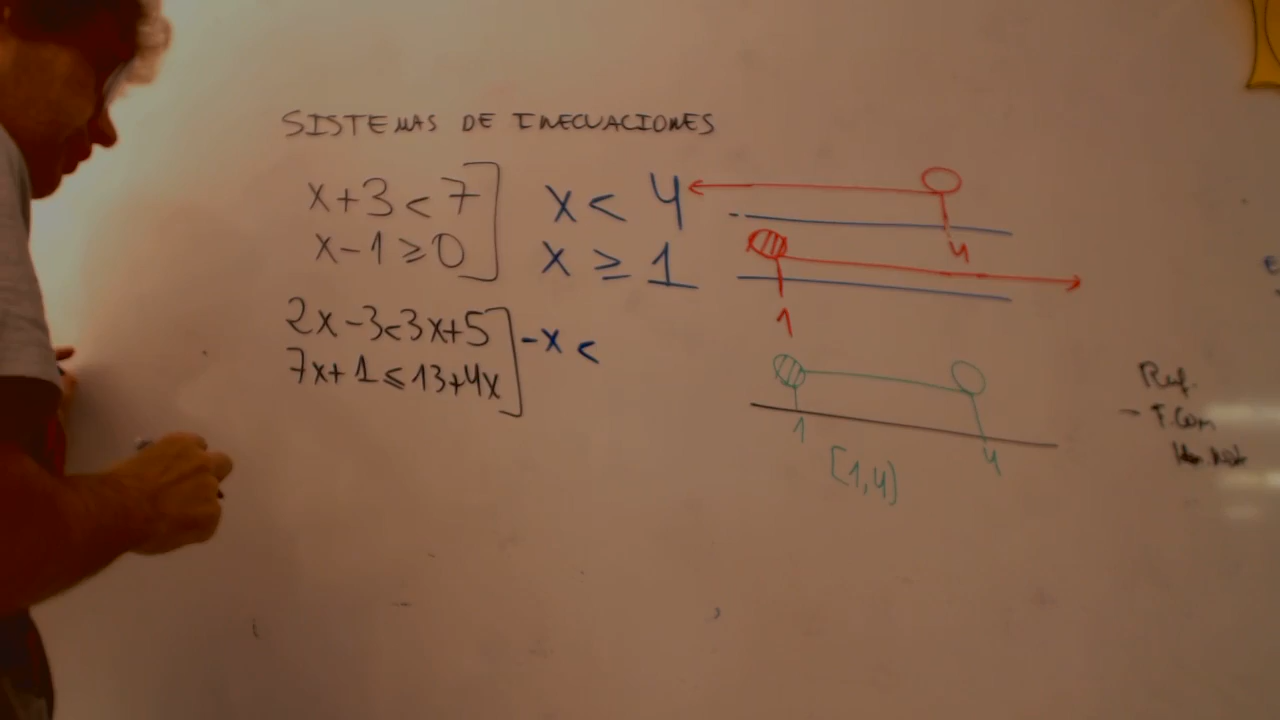 SISTEMAS DE INECUACIONES
x+3<7
x-1≥0
x < 4
x ≥ 1
4
1
2x-3<3x+5
7x+1≤13+4x
-x <
1
4
[1,4)
Ref.